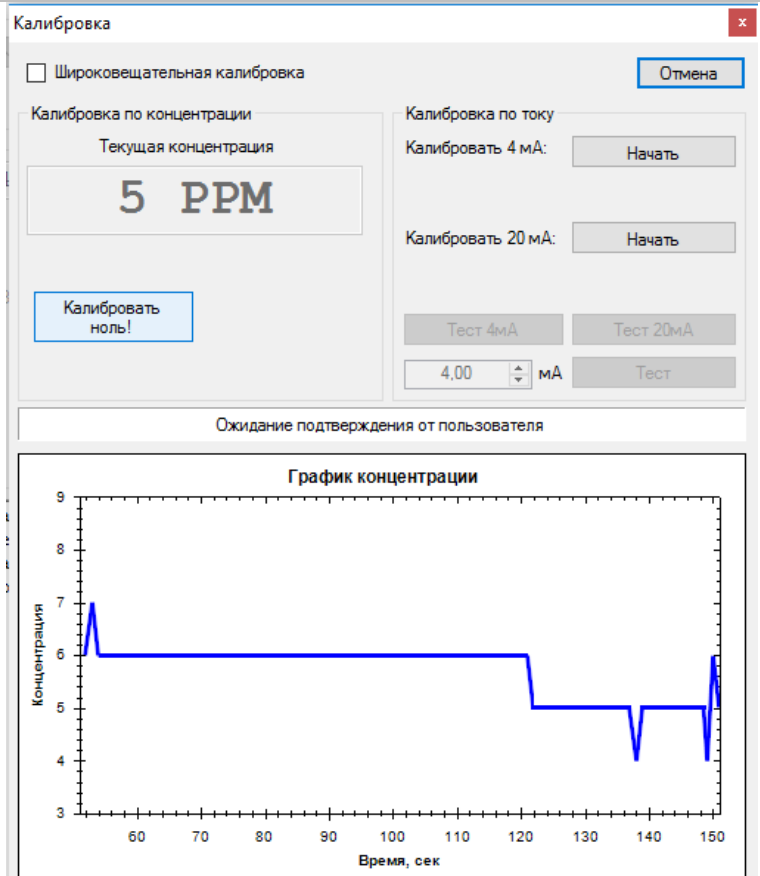 Калибровка
x
Широковещательная калибровка
Отмена
Калибровка по концентрации
Текущая концентрация
5 PPM
Калибровать
ноль!
Калибровка по току
Калибровать 4 мА:
Начать
Калибровать 20 мА:
Начать
Тест 4мА
Тест 20мА
4,00
мА
Тест
Ожидание подтверждения от пользователя
График концентрации
Концентрация
9
8
7
6
5
4
3
60 70 80 90 100 110 120 130 140 150
Время, сек